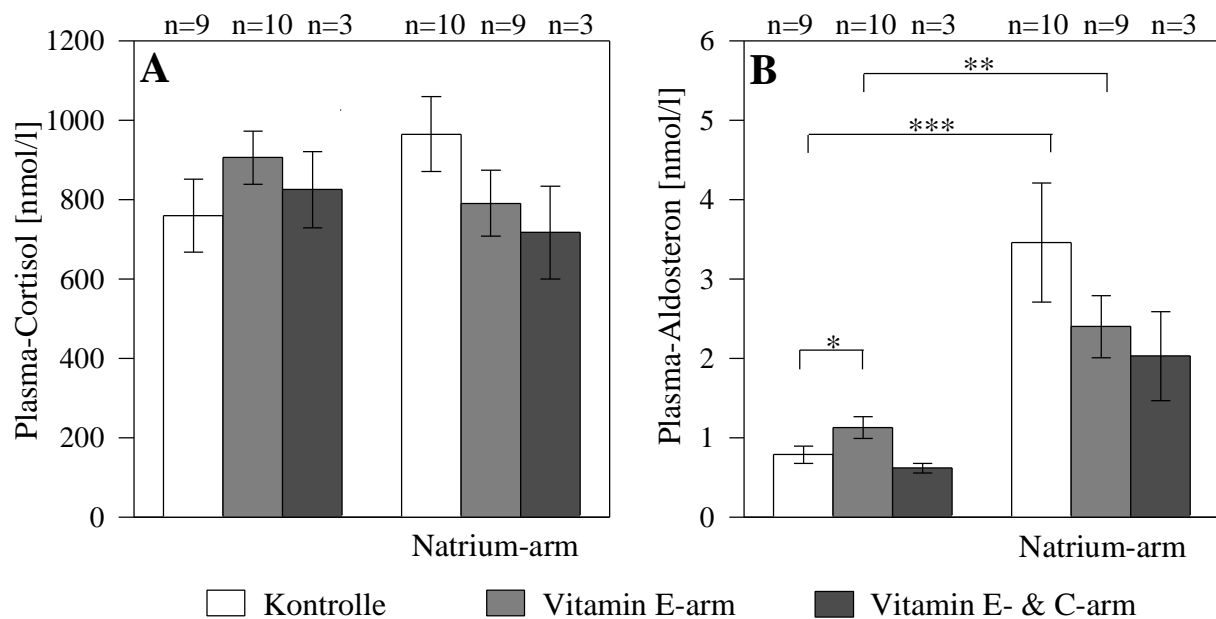 n=9 n=10 n=3 n=10 n=9 n=3
A
1200
1000
800
600
400
200
0
Plasma-Cortisol [nmol/l]
Natrium-arm
n=9 n=10 n=3 n=10 n=9 n=3
B
6
5
4
3
2
1
0
Plasma-Aldosteron [nmol/l]
**
***
*
Natrium-arm
Kontrolle Vitamin E-arm Vitamin E- & C-arm